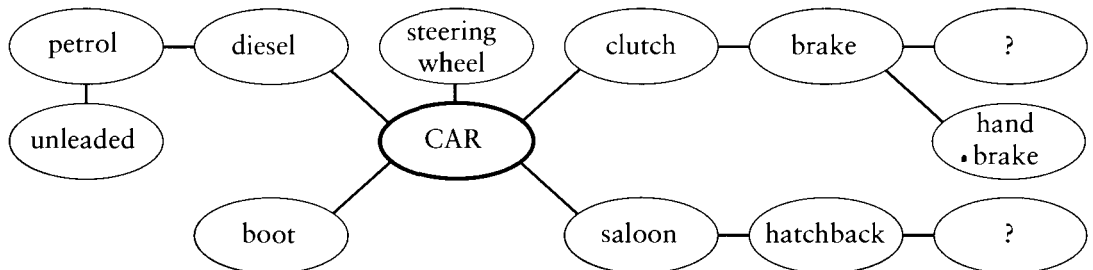 petrol
diesel
steering
wheel
clutch
brake
?
unleaded
CAR
hand
brake
boot
saloon
hatchback
?